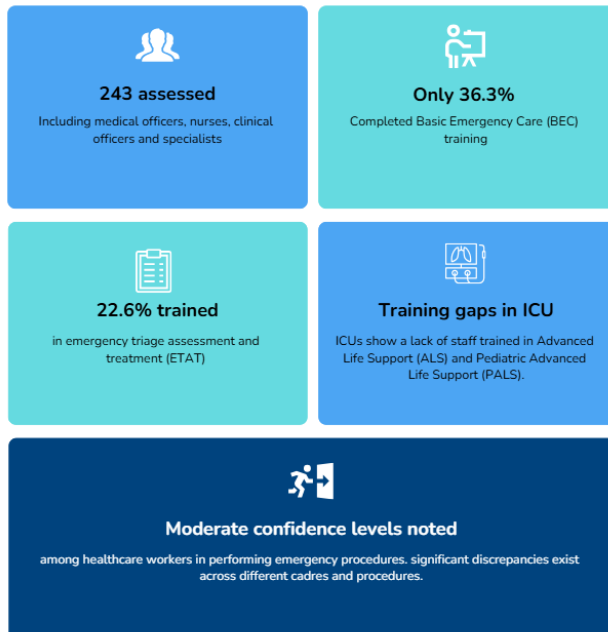 243 assessed
Including medical officers, nurses, clinical
officers and specialists
Only 36.3%
Completed Basic Emergency Care (BEC)
training
22.6% trained
in emergency triage assessment and
treatment (ETAT)
Training gaps in ICU
ICUs show a lack of staff trained in Advanced
Life Support (ALS) and Pediatric Advanced
Life Support (PALS).
Moderate confidence levels noted
among healthcare workers in performing emergency procedures. significant discrepancies exist
across different cadres and procedures.